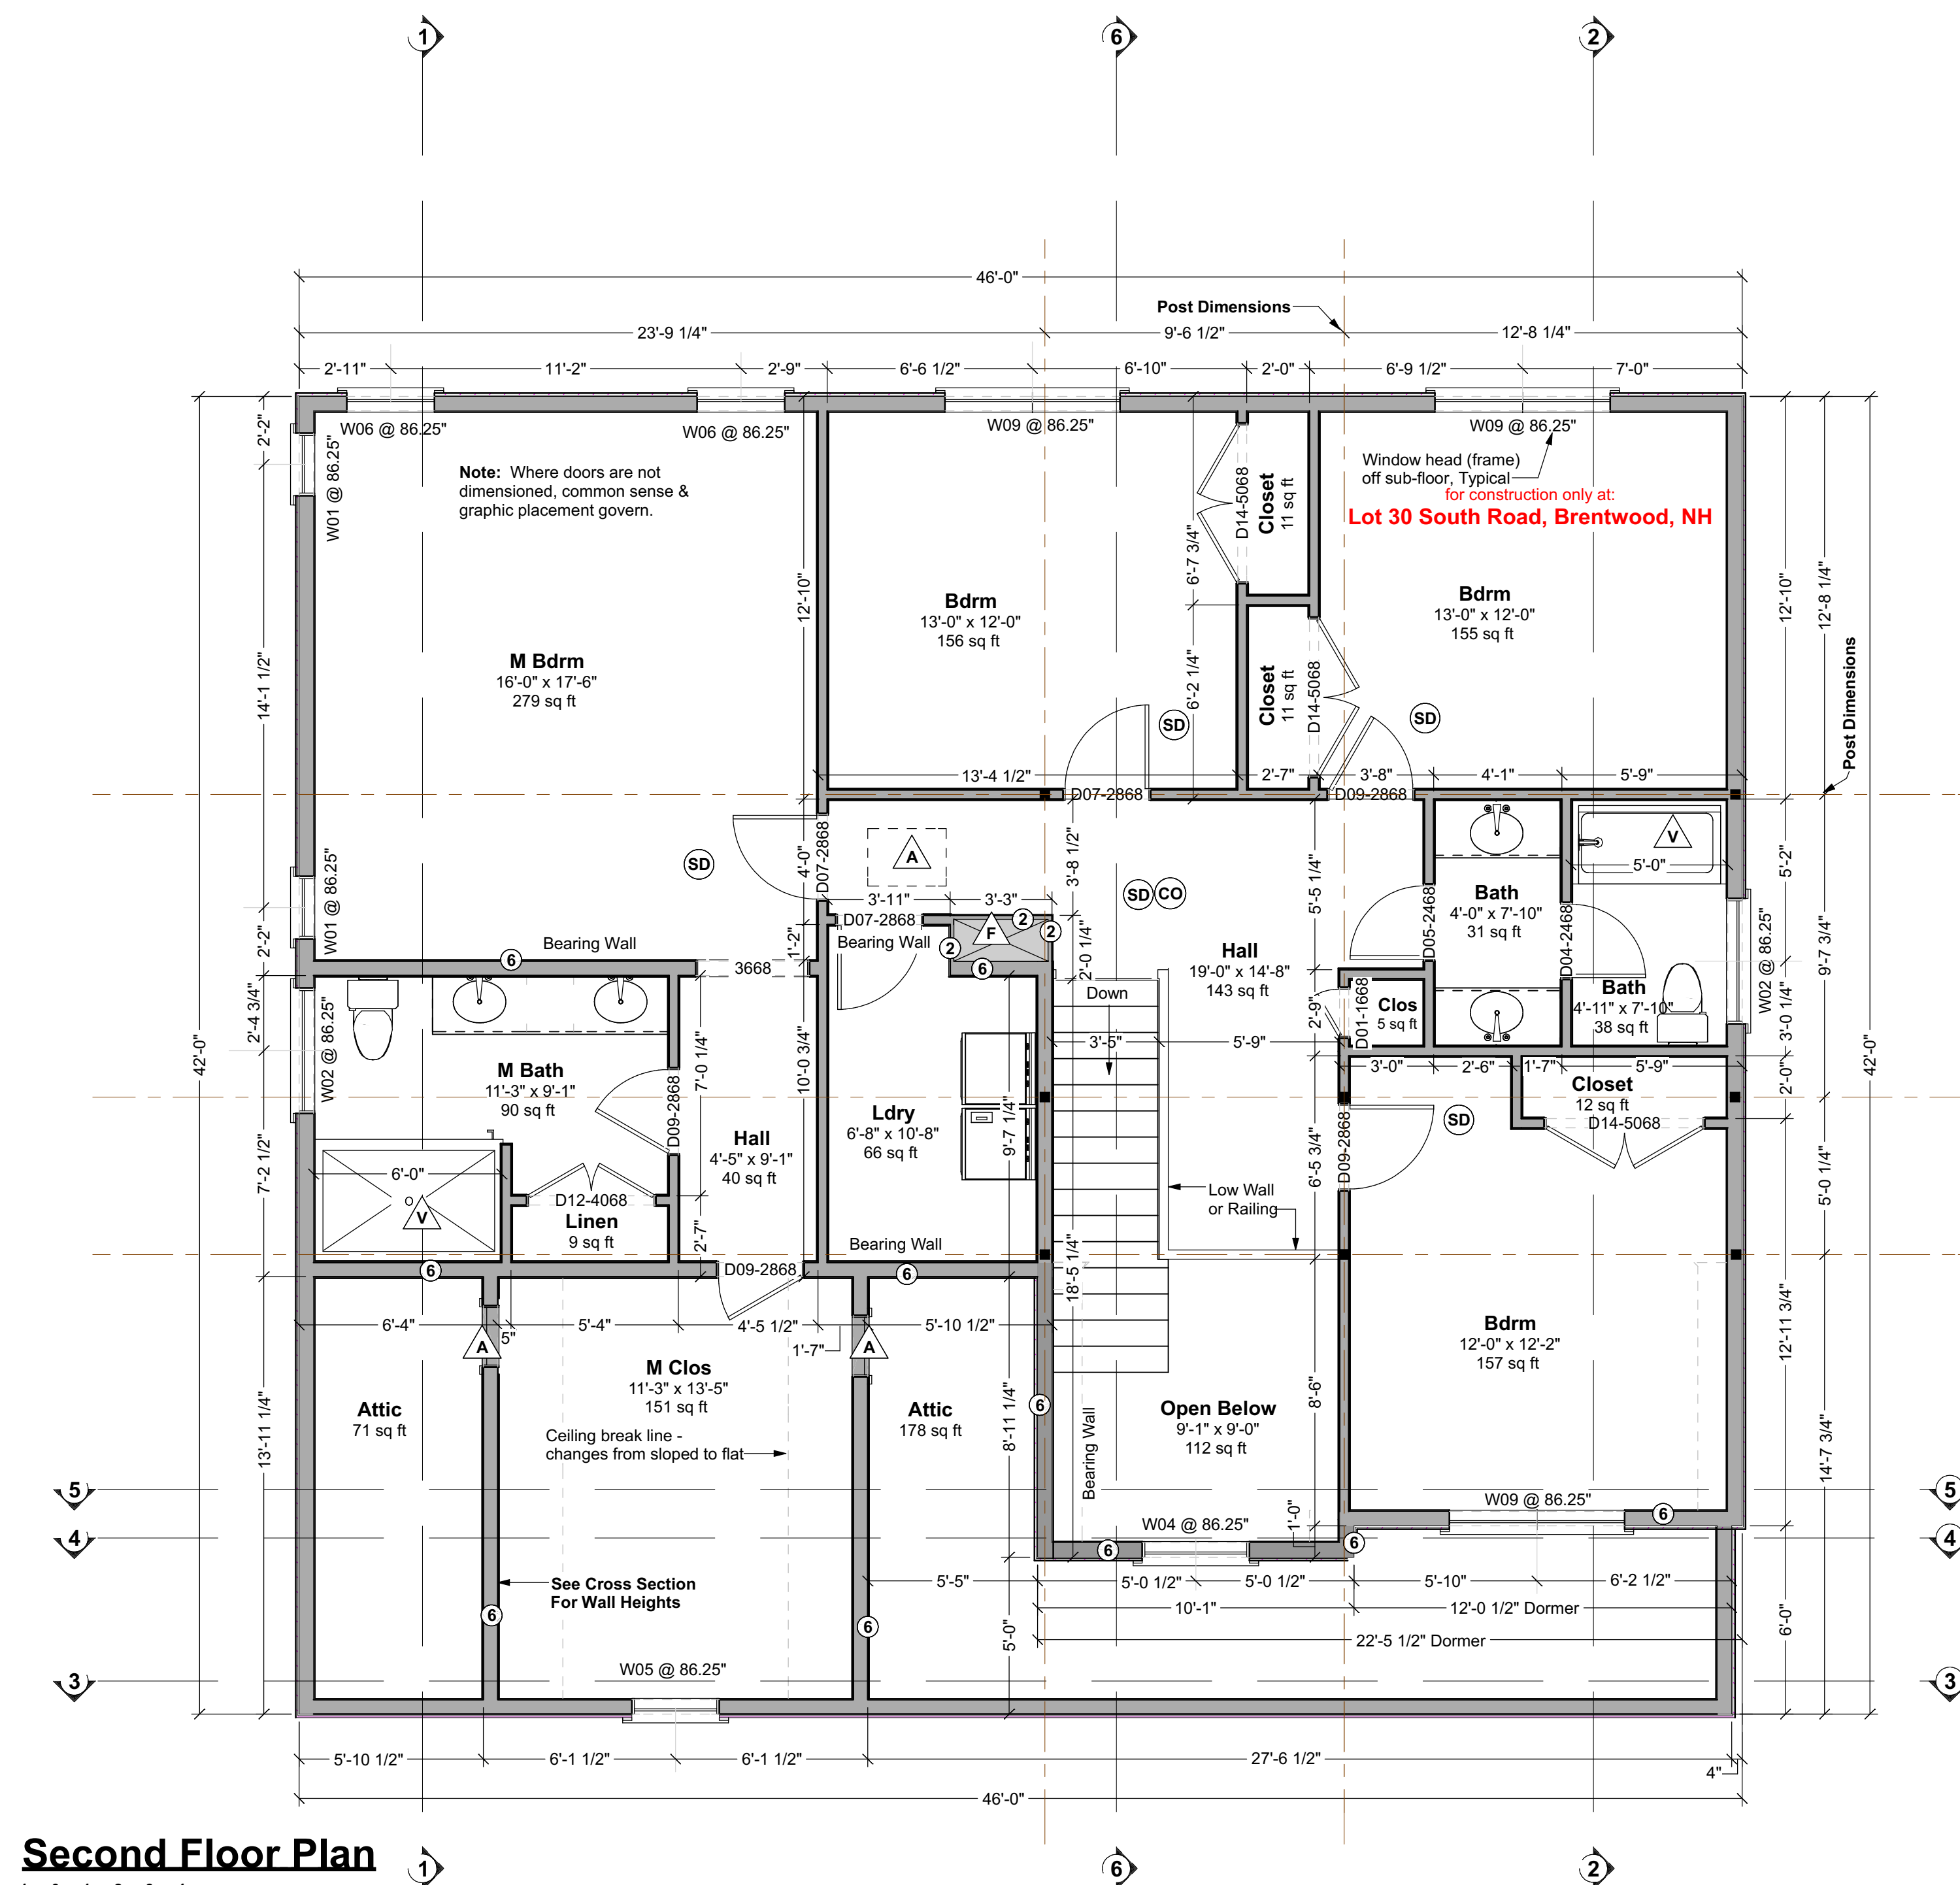 1
6
2
46'-0"
Post Dimensions
23'-9 1/4"
9'-6 1/2"
12'-8 1/4"
2'-11"
11'-2"
2'-9"
6'-6 1/2"
6'-10"
2'-0"
6'-9 1/2"
7'-0"
W06 @ 86.25"
W06 @ 86.25"
W09 @ 86.25"
W09 @ 86.25"
2'-2"
W01 @ 86.25"
Note: Where doors are not
dimensioned, common sense &
graphic placement govern.
Window head (frame)
off sub-floor, Typical
for construction only at:
Lot 30 South Road, Brentwood, NH
D14-5068
Closet
11 sq ft
6'-7 3/4"
12'-10"
12'-10"
12'-8 1/4"
Bdrm
13'-0" x 12'-0"
156 sq ft
Bdrm
13'-0" x 12'-0"
155 sq ft
M Bdrm
16'-0" x 17'-6"
279 sq ft
14'-1 1/2"
6'-2 1/4"
Closet
11 sq ft
D14-5068
Post Dimensions
SD
SD
13'-4 1/2"
2'-7"
3'-8"
4'-1"
5'-9"
D07-2868
D09-2868
SD
4'-0"
D07-2868
A
3'-8 1/2"
SD
CO
5'-5 1/4"
V
5'-0"
5'-2"
3'-11"
3'-3"
D07-2868
Bearing Wall
F
2
2
2
6
Bath
4'-0" x 7'-10"
31 sq ft
D05-2468
D04-2468
W01 @ 86.25"
2'-2"
Bearing Wall
6
3668
1'-2"
2'-0 1/4"
Hall
19'-0" x 14'-8"
143 sq ft
W02 @ 86.25"
9'-7 3/4"
Down
Bath
4'-11" x 7'-10"
38 sq ft
Clos
5 sq ft
D01-1668
2'-9"
3'-0 1/4"
42'-0"
2'-4 3/4"
W02 @ 86.25"
M Bath
11'-3" x 9'-1"
90 sq ft
7'-0 1/4"
10'-0 3/4"
3'-5"
5'-9"
42'-0"
3'-0"
2'-6"
1'-7"
5'-9"
2'-0"
Closet
12 sq ft
D14-5068
D09-2868
Hall
4'-5" x 9'-1"
40 sq ft
Ldry
6'-8" x 10'-8"
66 sq ft
9'-7 1/4"
SD
D09-2868
6'-5 3/4"
5'-0 1/4"
7'-2 1/2"
6'-0"
V
D12-4068
Linen
9 sq ft
2'-7"
Low Wall
or Railing
Bearing Wall
6
D09-2868
6
18'-5 1/4"
6'-4"
5"
5'-4"
4'-5 1/2"
1'-7"
5'-10 1/2"
A
A
12'-11 3/4"
Bdrm
12'-0" x 12'-2"
157 sq ft
M Clos
11'-3" x 13'-5"
151 sq ft
Attic
71 sq ft
Attic
178 sq ft
6
Open Below
9'-1" x 9'-0"
112 sq ft
8'-6"
13'-11 1/4"
8'-11 1/4"
Bearing Wall
Ceiling break line -
changes from sloped to flat
14'-7 3/4"
5
5
W09 @ 86.25"
6
W04 @ 86.25"
1'-0"
4
4
6
6
See Cross Section
For Wall Heights
5'-5"
5'-0 1/2"
5'-0 1/2"
5'-10"
6'-2 1/2"
10'-1"
12'-0 1/2" Dormer
6
6
5'-0"
22'-5 1/2" Dormer
6'-0"
W05 @ 86.25"
3
3
5'-10 1/2"
6'-1 1/2"
6'-1 1/2"
27'-6 1/2"
4"
46'-0"
Second Floor Plan
1
6
2